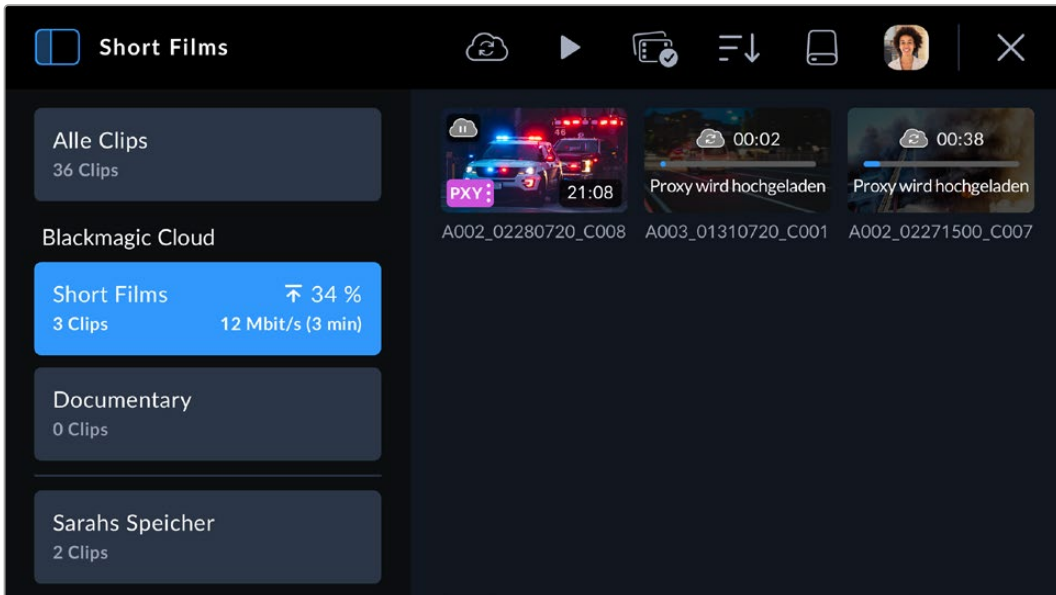 Short Films
Alle Clips
36 Clips
Blackmagic Cloud
Short Films 34 %
3 Clips 12 Mbit/s (3 min)
Documentary
0 Clips
Sarahs Speicher
2 Clips
PXY 21:08
A002_02280720_C008
00:02
Proxy wird hochgeladen
A003_01310720_C001
00:38
Proxy wird hochgeladen
A002_02271500_C007